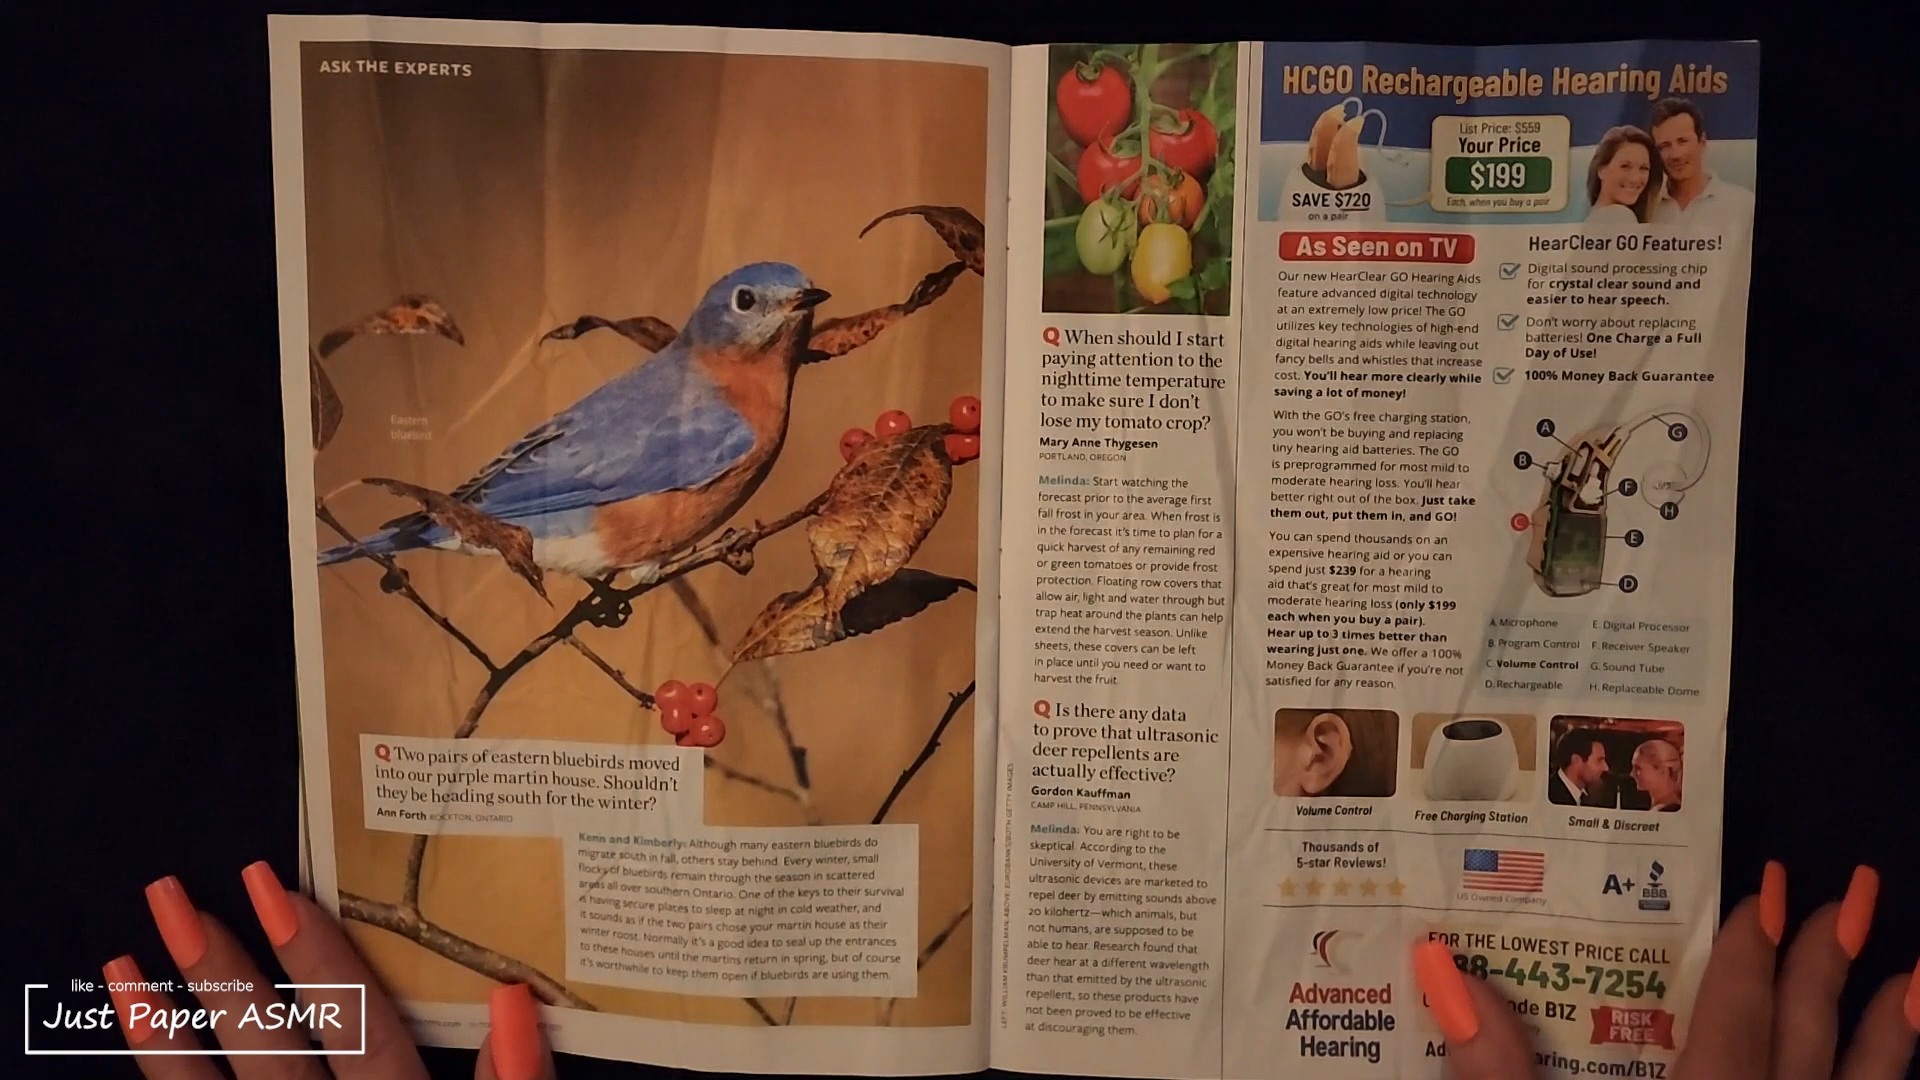 ASK THE EXPERTS
Eastern
bluebird
Q Two pairs of eastern bluebirds moved
into our purple martin house. Shouldn't
they be heading south for the winter?
Ann Forth ROCKTON, ONTARIO
Kenn and Kimberly: Although many eastern bluebirds do
migrate south in fall, others stay behind. Every winter, small
flocks of bluebirds remain through the season in scattered
areas all over southern Ontario. One of the keys to their survival
is having secure places to sleep at night in cold weather, and
it sounds as if the two pairs chose your martin house as their
winter roost. Normally it's a good idea to seal up the entrances
to these houses until the martins return in spring, but of course
it's worthwhile to keep them open if bluebirds are using them.
Q When should I start
paying attention to the
nighttime temperature
to make sure I don't
lose my tomato crop?
Mary Anne Thygesen
PORTLAND, OREGON
Melinda: Start watching the
forecast prior to the average first
fall frost in your area. When frost is
in the forecast it's time to plan for a
quick harvest of any remaining red
or green tomatoes or provide frost
protection. Floating row covers that
allow air, light and water through but
trap heat around the plants can help
extend the harvest season. Unlike
sheets, these covers can be left
in place until you need or want to
harvest the fruit.
Q Is there any data
to prove that ultrasonic
deer repellents are
actually effective?
Gordon Kauffman
CAMP HILL, PENNSYLVANIA
Melinda: You are right to be
skeptical. According to the
University of Vermont, these
ultrasonic devices are marketed to
repel deer by emitting sounds above
20 kilohertz—which animals, but
not humans, are supposed to be
able to hear. Research found that
deer hear at a different wavelength
than that emitted by the ultrasonic
repellent, so these products have
not been proved to be effective
at discouraging them.
HCGO Rechargeable Hearing Aids
List Price: $559
Your Price
$199
Each, when you buy a pair
SAVE $720
on a pair
As Seen on TV
Our new HearClear GO Hearing Aids
feature advanced digital technology
at an extremely low price! The GO
utilizes key technologies of high-end
digital hearing aids while leaving out
fancy bells and whistles that increase
cost. You'll hear more clearly while
saving a lot of money!
With the GO's free charging station,
you won't be buying and replacing
tiny hearing aid batteries. The GO
is preprogrammed for most mild to
moderate hearing loss. You'll hear
better right out of the box. Just take
them out, put them in, and GO!
You can spend thousands on an
expensive hearing aid or you can
spend just $239 for a hearing
aid that's great for most mild to
moderate hearing loss (only $199
each when you buy a pair).
Hear up to 3 times better than
wearing just one. We offer a 100%
Money Back Guarantee if you're not
satisfied for any reason.
HearClear GO Features!
Digital sound processing chip
for crystal clear sound and
easier to hear speech.
Don't worry about replacing
batteries! One Charge a Full
Day of Use!
100% Money Back Guarantee
A
B
C
D
E
F
G
H
A. Microphone
B. Program Control
C. Volume Control
D. Rechargeable
E. Digital Processor
F. Receiver Speaker
G. Sound Tube
H. Replaceable Dome
Volume Control
Free Charging Station
Small & Discreet
Thousands of
5-star Reviews!
US Owned Company
A+ BBB
Advanced
Affordable
Hearing
FOR THE LOWEST PRICE CALL
88-443-7254
ode B1Z
RISK
FREE
Ad
aring.com/B1Z
like - comment - subscribe
Just Paper ASMR